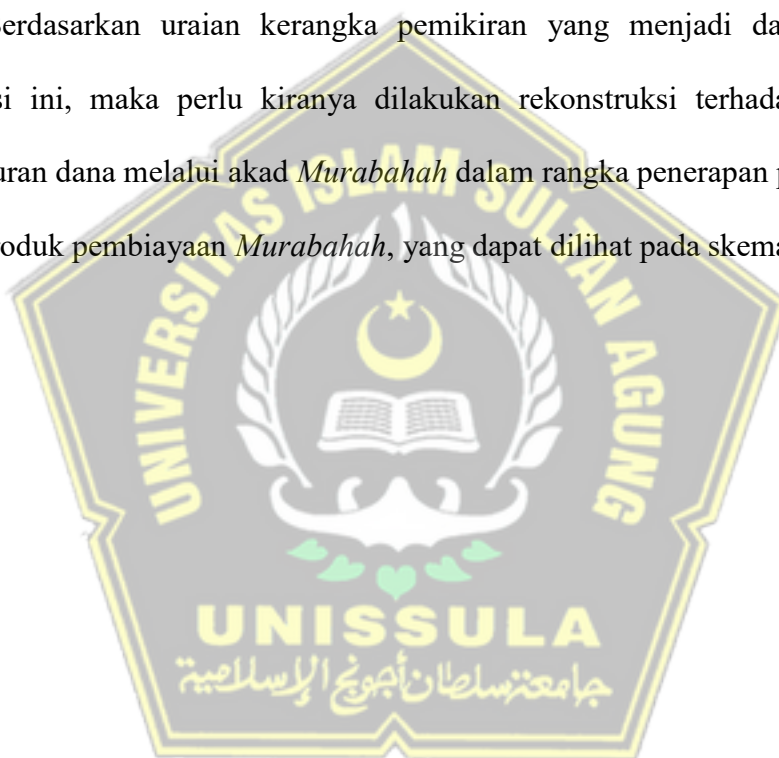 Berdasarkan uraian kerangka pemikiran yang menjadi da
si ini, maka perlu kiranya dilakukan rekonstruksi terhada
uran dana melalui akad Murabahah dalam rangka penerapan p
roduk pembiayaan Murabahah, yang dapat dilihat pada skema
UNIVERSITAS ISLAM SULTAN AGUNG
UNISSULA
جامعة سلطان أجونج الإسلامية